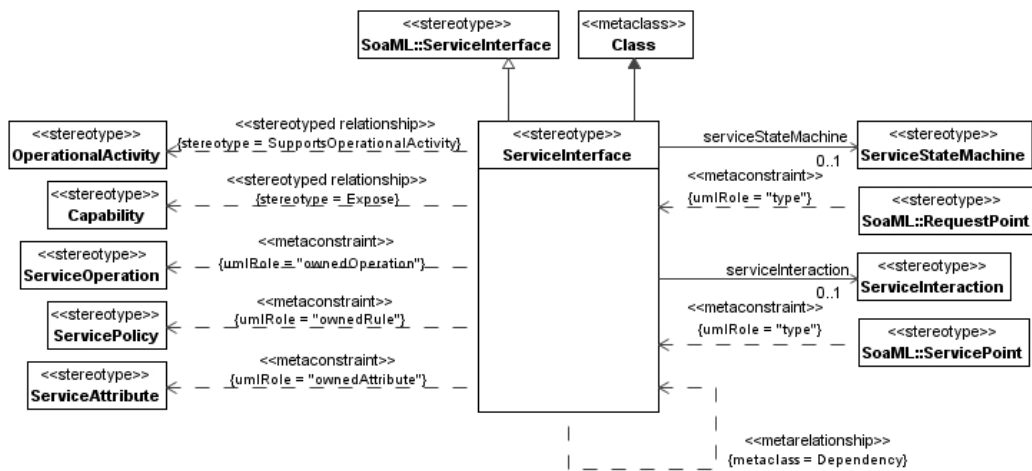 <<stereotype>>
SoaML::ServiceInterface
<<metaclass>>
Class
<<stereotype>>
OperationalActivity
<<stereotyped relationship>>
{stereotype = SupportsOperationalActivity}
<<stereotype>>
ServiceInterface
serviceStateMachine
0..1
<<stereotype>>
ServiceStateMachine
<<stereotype>>
Capability
<<stereotyped relationship>>
{stereotype = Expose}
<<metaconstraint>>
{umlRole = "type"}
<<stereotype>>
SoaML::RequestPoint
<<stereotype>>
ServiceOperation
<<metaconstraint>>
{umlRole = "ownedOperation"}
serviceInteraction
0..1
<<stereotype>>
ServiceInteraction
<<stereotype>>
ServicePolicy
<<metaconstraint>>
{umlRole = "ownedRule"}
<<metaconstraint>>
{umlRole = "type"}
<<stereotype>>
SoaML::ServicePoint
<<stereotype>>
ServiceAttribute
<<metaconstraint>>
{umlRole = "ownedAttribute"}
<<metarelationship>>
{metaclass = Dependency}